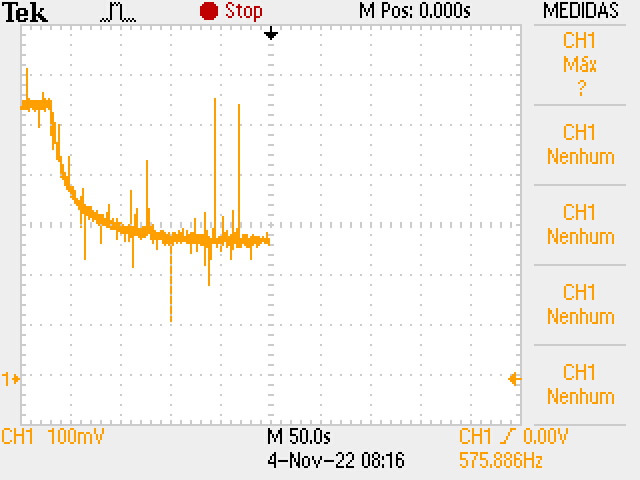 Tek Stop M Pos: 0.000s MEDIDAS
CH1
Máx
?
CH1
Nenhum
CH1
Nenhum
CH1
Nenhum
CH1
Nenhum
1
CH1 100mV M 50.0s CH1 0.00V
4-Nov-22 08:16 575.886Hz